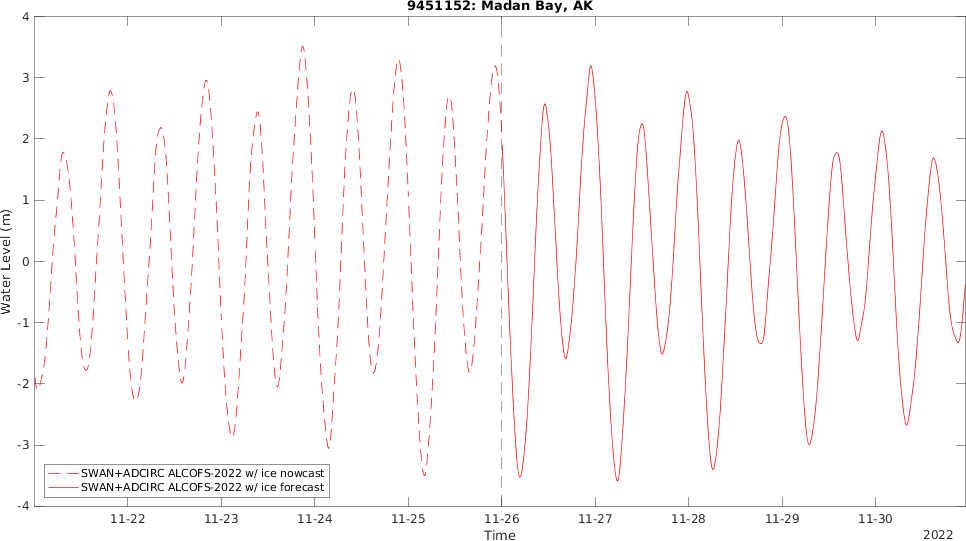 9451152: Madan Bay, AK
4
3
2
1
0
-1
-2
-3
-4
Water Level (m)
SWAN+ADCIRC ALCOFS-2022 w/ ice nowcast
SWAN+ADCIRC ALCOFS-2022 w/ ice forecast
11-22 11-23 11-24 11-25 11-26 11-27 11-28 11-29 11-30
Time
2022